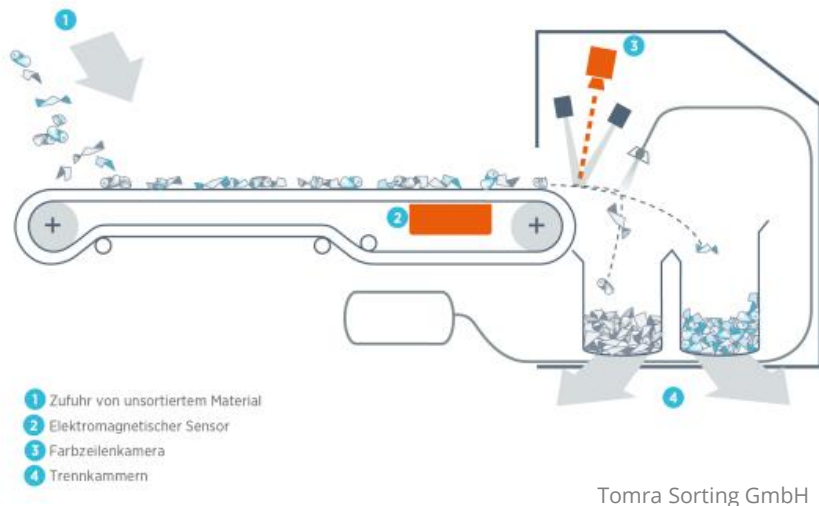 1
3
2
4
1 Zufuhr von unsortiertem Material
2 Elektromagnetischer Sensor
3 Farbzeilenkamera
4 Trennkammern
Tomra Sorting GmbH